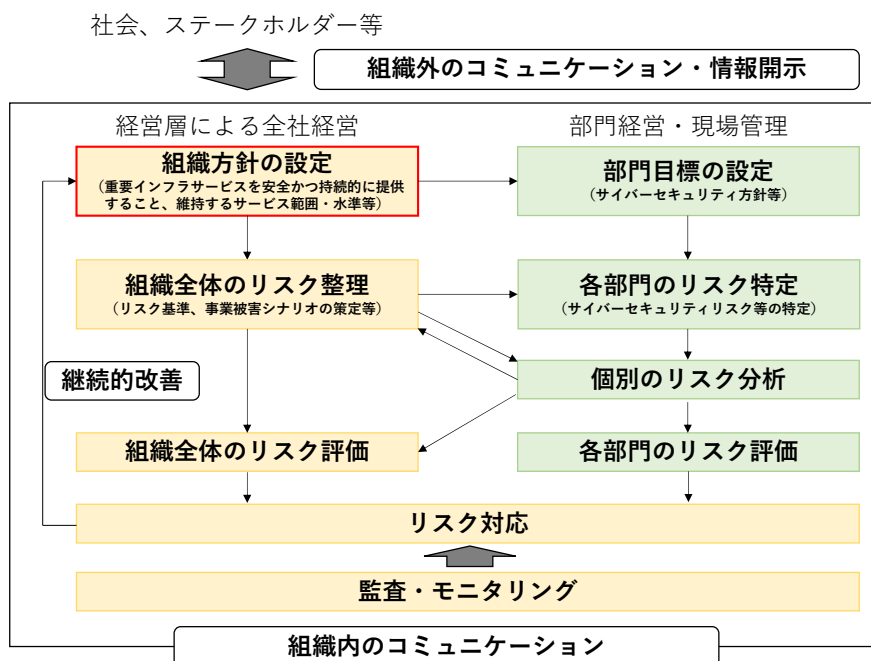 社会、ステークホルダー等
組織外のコミュニケーション・情報開示
経営層による全社経営
部門経営・現場管理
組織方針の設定
(重要インフラサービスを安全かつ持続的に提供
すること、維持するサービス範囲・水準等)
部門目標の設定
(サイバーセキュリティ方針等)
組織全体のリスク整理
(リスク基準、事業被害シナリオの策定等)
各部門のリスク特定
(サイバーセキュリティリスク等の特定)
継続的改善
個別のリスク分析
組織全体のリスク評価
各部門のリスク評価
リスク対応
監査・モニタリング
組織内のコミュニケーション